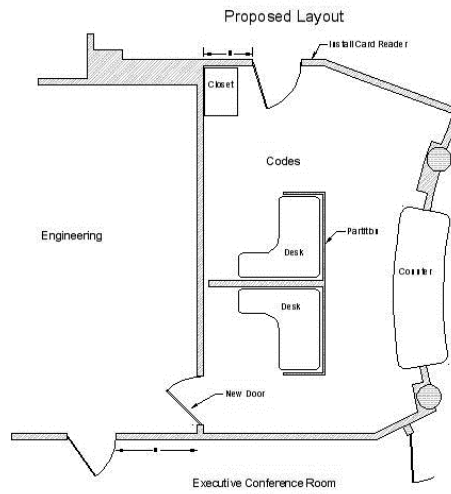 Proposed Layout
Install Card Reader
Closet
Codes
Engineering
Desk
Partition
Counter
Desk
New Door
Executive Conference Room